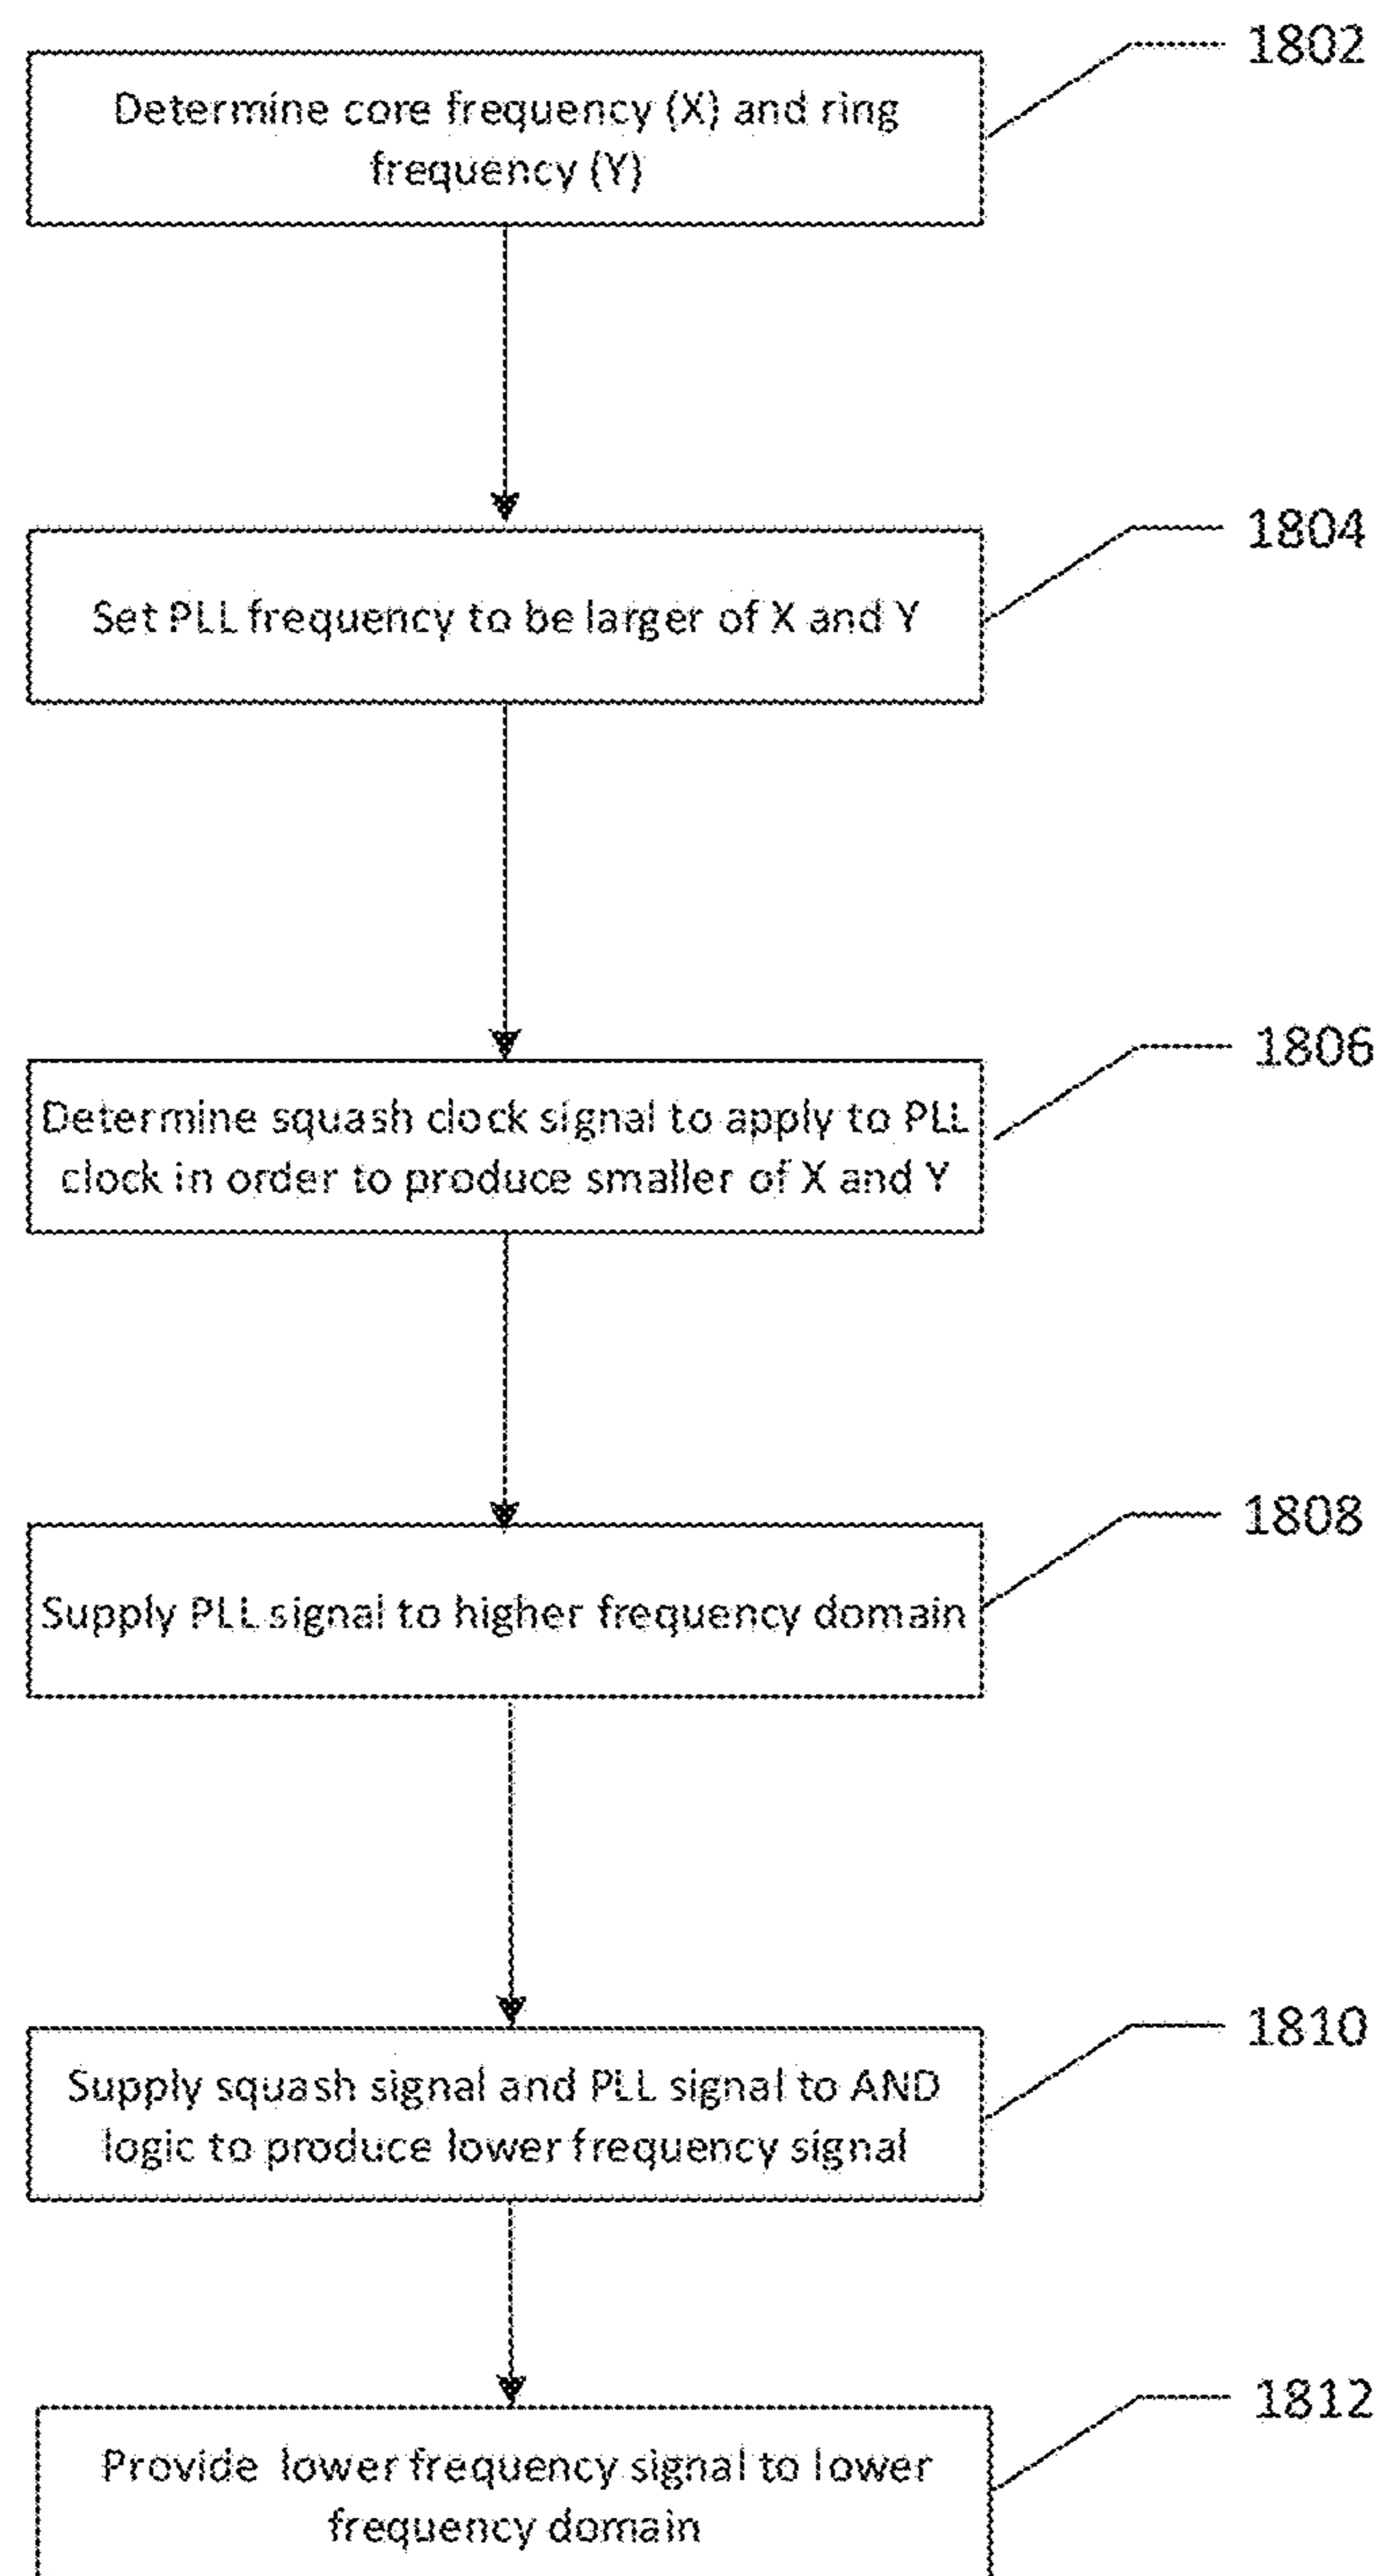 1802
Determine core frequency (X) and ring
frequency (Y)
1804
Set PLL frequency to be larger of X and Y
1806
Determine squash clock signal to apply to PLL
clock in order to produce smaller of X and Y
1808
Supply PLL signal to higher frequency domain
1810
Supply squash signal and PLL signal to AND
logic to produce lower frequency signal
1812
Provide lower frequency signal to lower
frequency domain